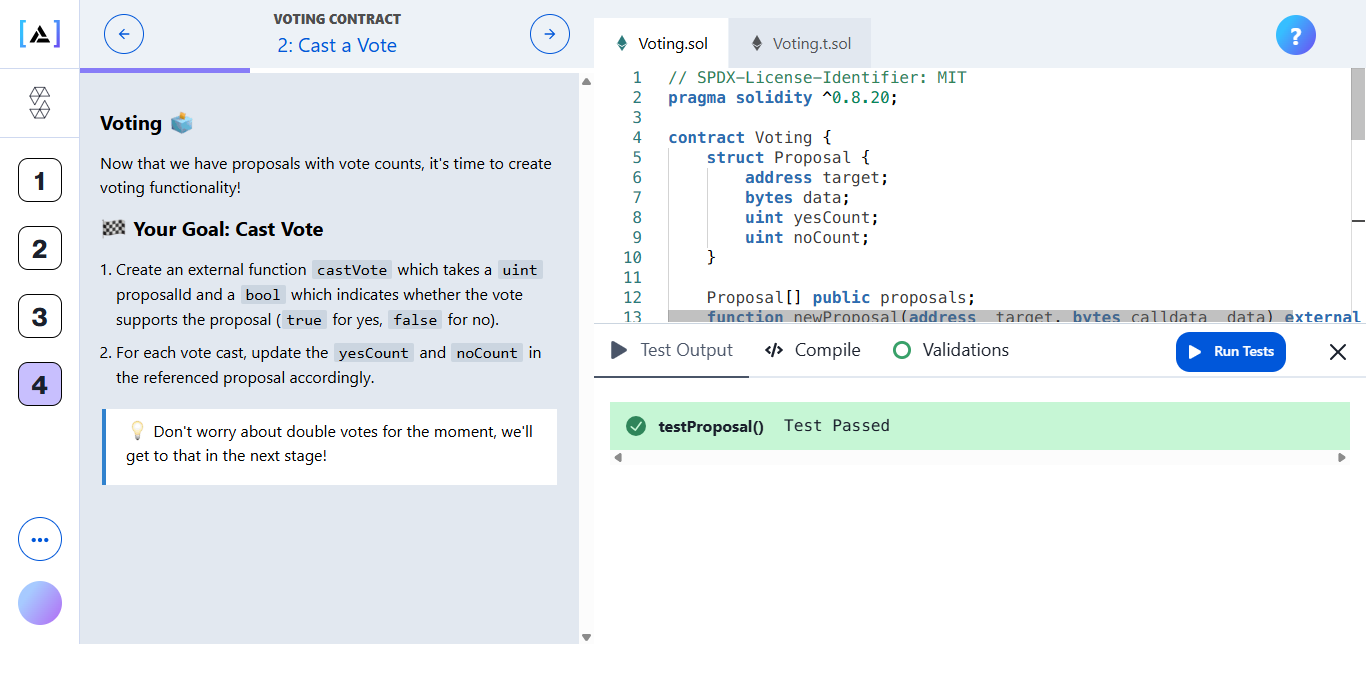 VOTING CONTRACT
2: Cast a Vote
1
2
3
4
Voting
Now that we have proposals with vote counts, it's time to create
voting functionality!
Your Goal: Cast Vote
1. Create an external function castVote which takes a uint
proposalId and a bool which indicates whether the vote
supports the proposal ( true for yes, false for no).
2. For each vote cast, update the yesCount and noCount in
the referenced proposal accordingly.
Don't worry about double votes for the moment, we'll
get to that in the next stage!
Voting.sol
Voting.t.sol
?
1 // SPDX-License-Identifier: MIT
2 pragma solidity ^0.8.20;
3
4 contract Voting {
5 struct Proposal {
6 address target;
7 bytes data;
8 uint yesCount;
9 uint noCount;
10 }
11
12 Proposal[] public proposals;
13 function newProposal(address _target, bytes calldata _data) external
Test Output
Compile
Validations
Run Tests
testProposal() Test Passed